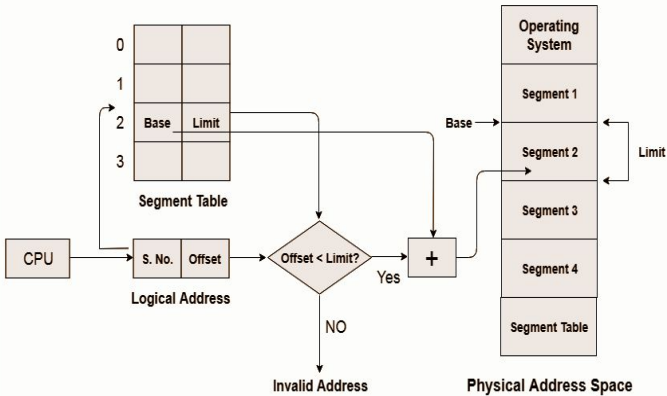 0
1
2
3
Base
Limit
Segment Table
CPU
S. No.
Offset
Logical Address
Offset < Limit?
Yes
+
NO
Invalid Address
Operating
System
Segment 1
Base
Segment 2
Limit
Segment 3
Segment 4
Segment Table
Physical Address Space